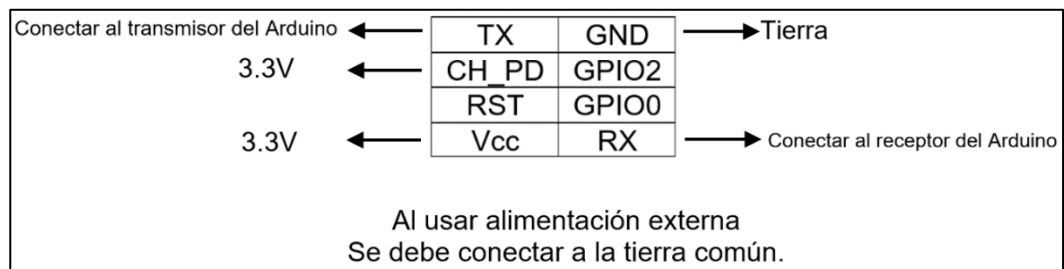 Conectar al transmisor del Arduino TX GND Tierra
3.3V CH_PD GPIO2
RST GPIO0
3.3V Vcc RX Conectar al receptor del Arduino
Al usar alimentación externa
Se debe conectar a la tierra común.